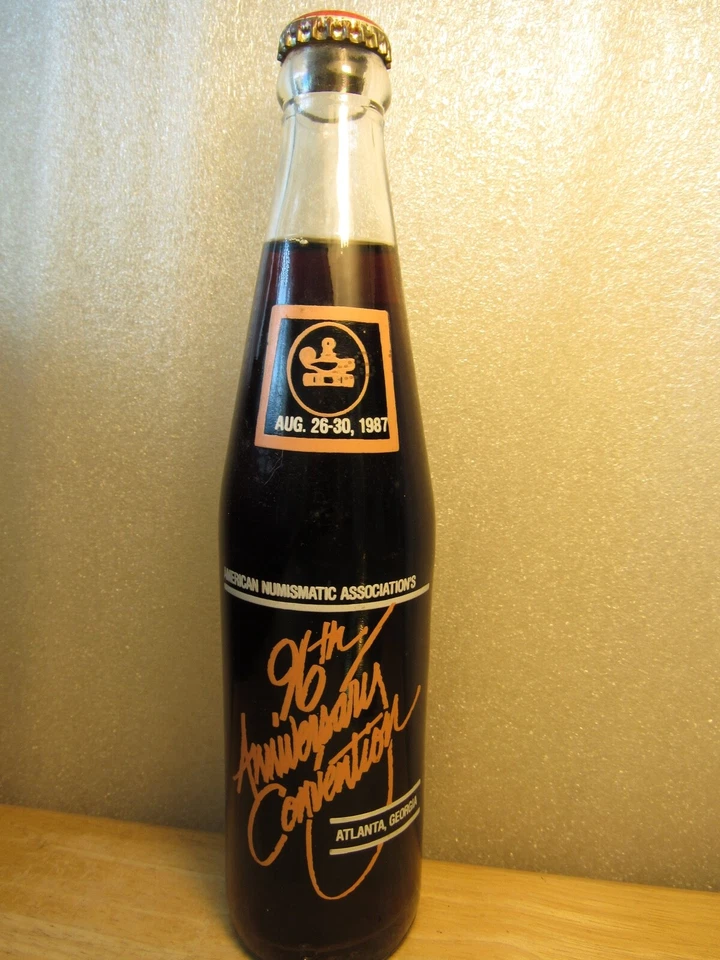 AUG. 26-30, 1987
AMERICAN NUMISMATIC ASSOCIATION'S
96th
Anniversary
Convention
ATLANTA, GEORGIA